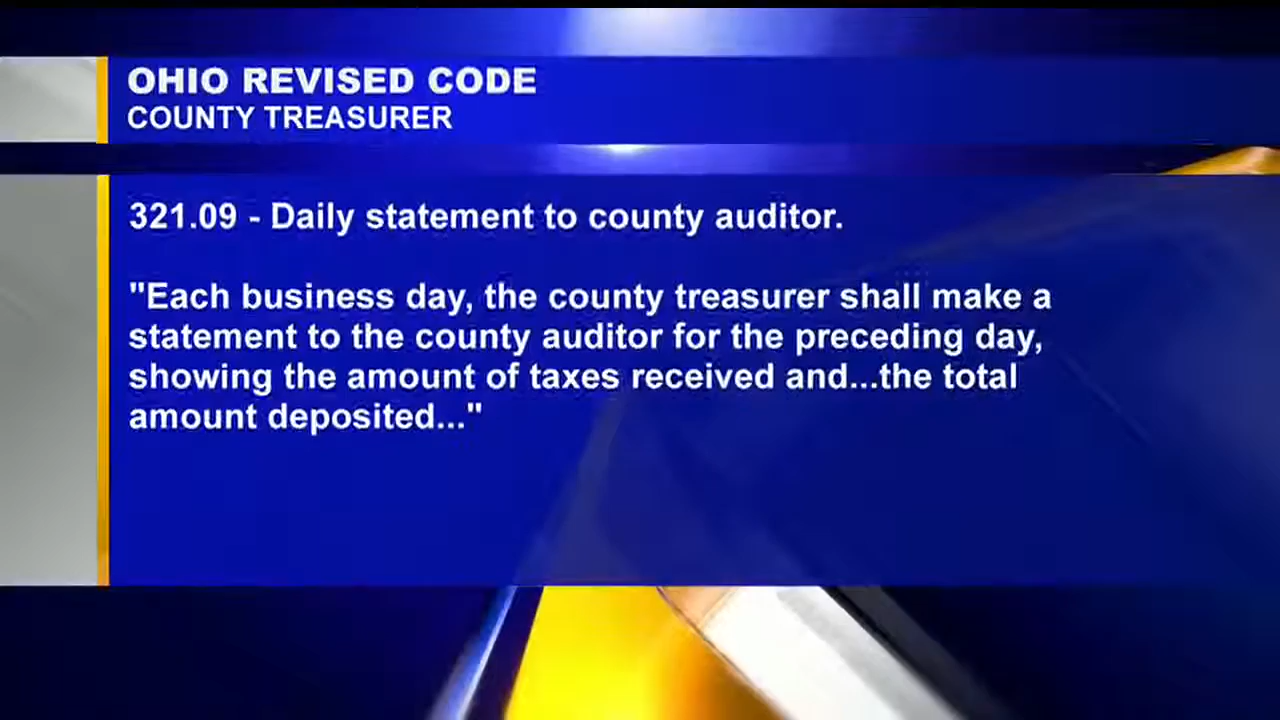 OHIO REVISED CODE
COUNTY TREASURER
321.09 - Daily statement to county auditor.
"Each business day, the county treasurer shall make a
statement to the county auditor for the preceding day,
showing the amount of taxes received and...the total
amount deposited..."